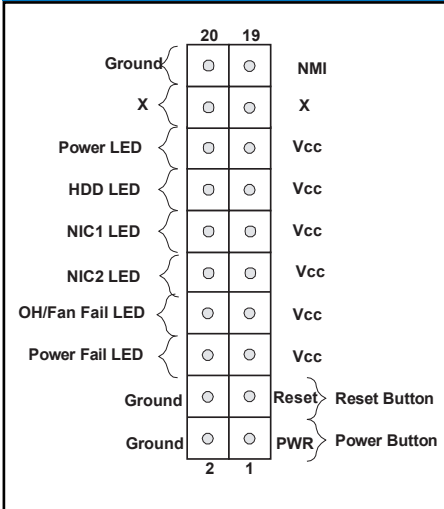 20 19
Ground NMI
X X
Power LED Vcc
HDD LED Vcc
NIC1 LED Vcc
NIC2 LED Vcc
OH/Fan Fail LED Vcc
Power Fail LED Vcc
Ground Reset Reset Button
Ground PWR Power Button
2 1